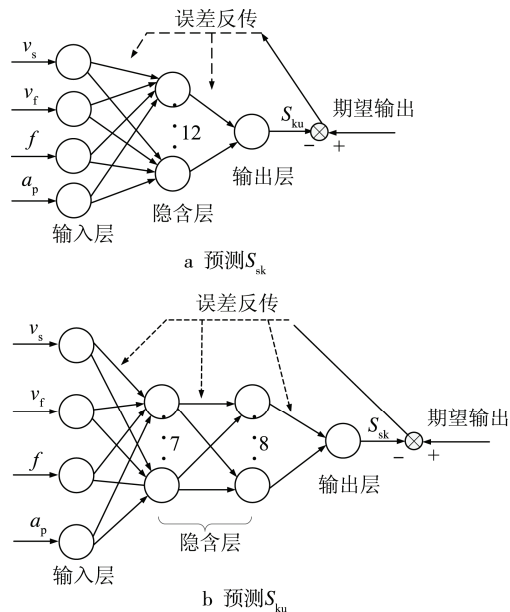 误差反传
v_s
v_f
f
a_p
12
S_ku
期望输出
− +
输出层
隐含层
输入层
a 预测S_sk
误差反传
v_s
v_f
f
a_p
7
8
S_sk
期望输出
− +
输出层
隐含层
输入层
b 预测S_ku